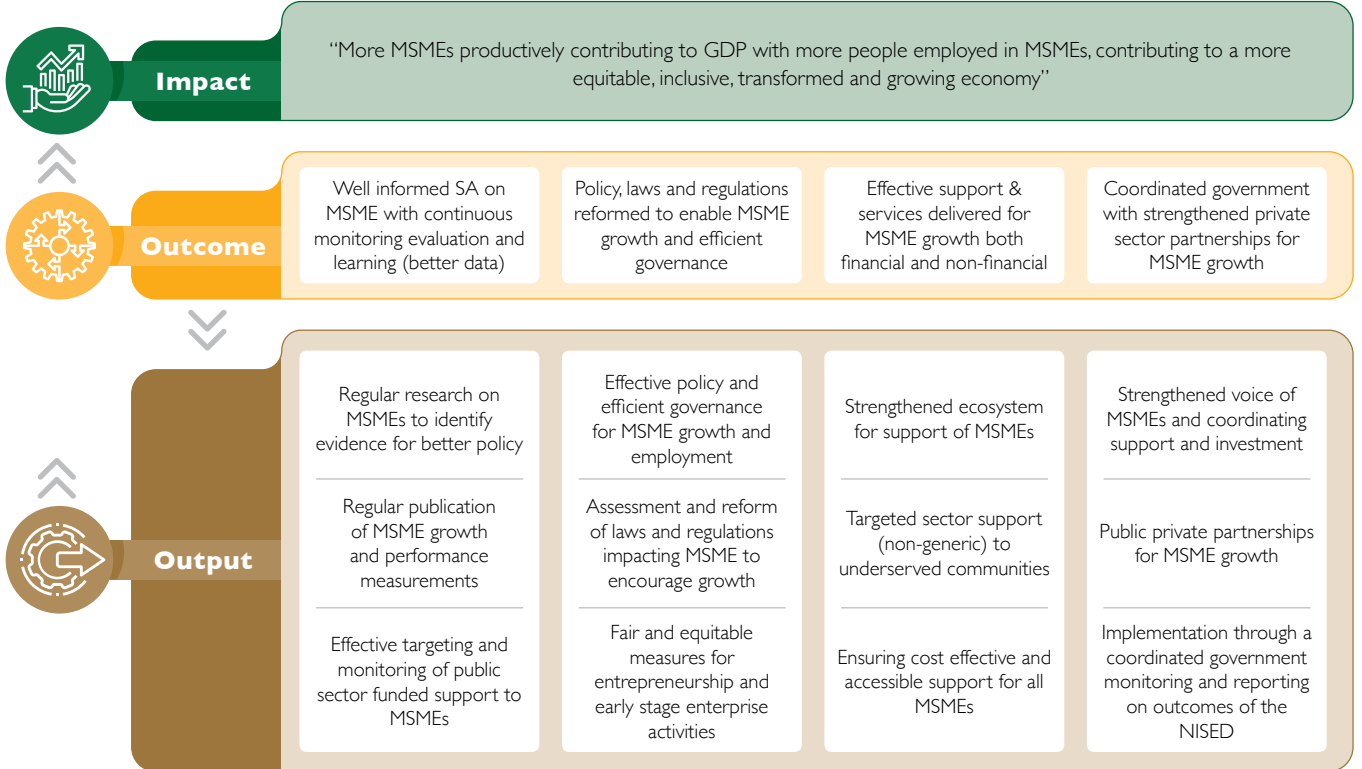 Impact
“More MSMEs productively contributing to GDP with more people employed in MSMEs, contributing to a more
equitable, inclusive, transformed and growing economy”
Outcome
Well informed SA on
MSME with continuous
monitoring evaluation and
learning (better data)
Policy, laws and regulations
reformed to enable MSME
growth and efficient
governance
Effective support &
services delivered for
MSME growth both
financial and non-financial
Coordinated government
with strengthened private
sector partnerships for
MSME growth
Output
Regular research on
MSMEs to identify
evidence for better policy
Regular publication
of MSME growth
and performance
measurements
Effective targeting and
monitoring of public
sector funded support to
MSMEs
Effective policy and
efficient governance
for MSME growth and
employment
Assessment and reform
of laws and regulations
impacting MSME to
encourage growth
Fair and equitable
measures for
entrepreneurship and
early stage enterprise
activities
Strengthened ecosystem
for support of MSMEs
Targeted sector support
(non-generic) to
underserved communities
Ensuring cost effective and
accessible support for all
MSMEs
Strengthened voice of
MSMEs and coordinating
support and investment
Public private partnerships
for MSME growth
Implementation through a
coordinated government
monitoring and reporting
on outcomes of the
NISED